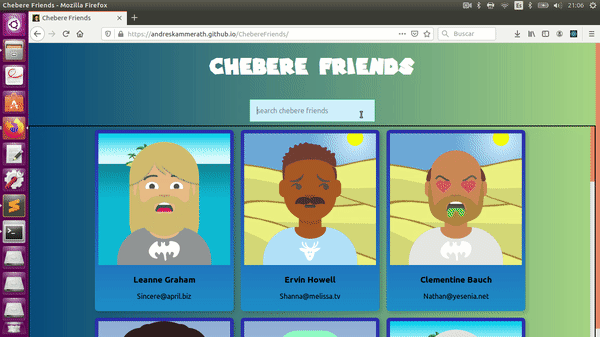 Chebere Friends - Mozilla Firefox
Es
21:06
Chebere Friends
https://andreskammerath.github.io/ChebereFriends/
Buscar
CHEBERE FRIENDS
search chebere friends
Leanne Graham
Sincere@april.biz
Ervin Howell
Shanna@melissa.tv
Clementine Bauch
Nathan@yesenia.net